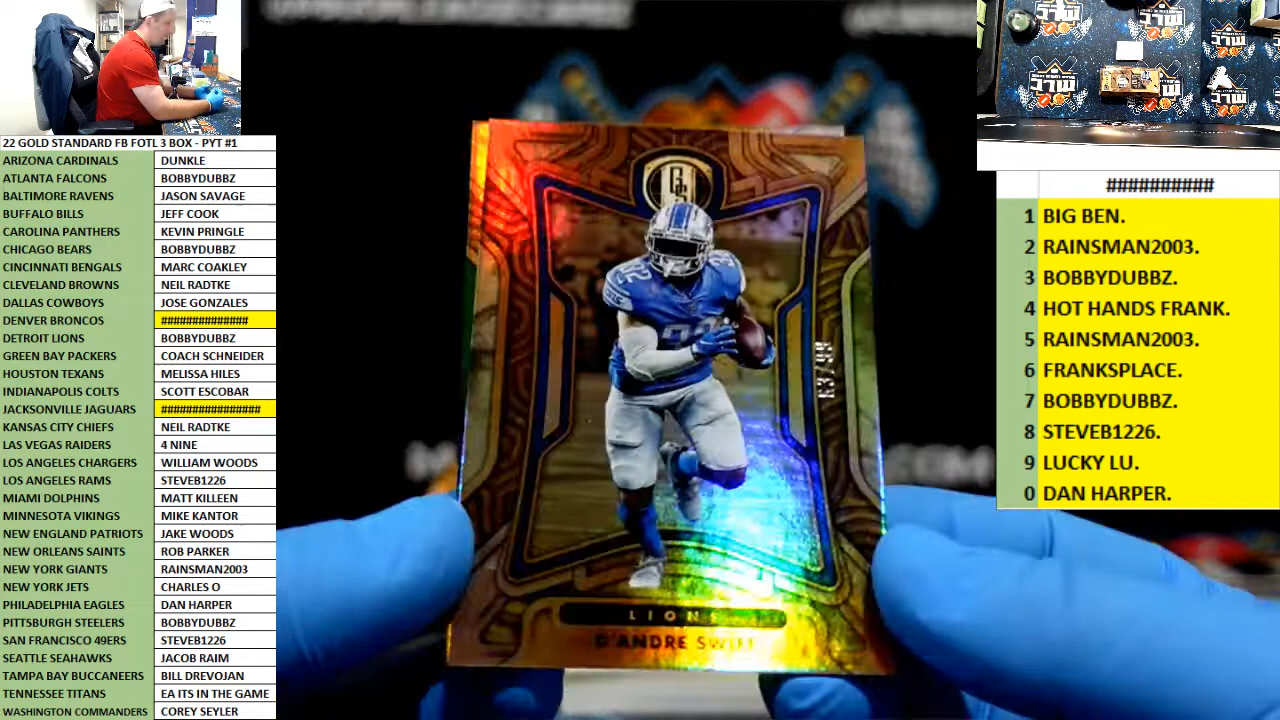 22 GOLD STANDARD FB FOTL 3 BOX - PYT #1
ARIZONA CARDINALS DUNKLE
ATLANTA FALCONS BOBBYDUBBZ
BALTIMORE RAVENS JASON SAVAGE
BUFFALO BILLS JEFF COOK
CAROLINA PANTHERS KEVIN PRINGLE
CHICAGO BEARS BOBBYDUBBZ
CINCINNATI BENGALS MARC COAKLEY
CLEVELAND BROWNS NEIL RADTKE
DALLAS COWBOYS JOSE GONZALES
DENVER BRONCOS ##############
DETROIT LIONS BOBBYDUBBZ
GREEN BAY PACKERS COACH SCHNEIDER
HOUSTON TEXANS MELISSA HILES
INDIANAPOLIS COLTS SCOTT ESCOBAR
JACKSONVILLE JAGUARS ################
KANSAS CITY CHIEFS NEIL RADTKE
LAS VEGAS RAIDERS 4 NINE
LOS ANGELES CHARGERS WILLIAM WOODS
LOS ANGELES RAMS STEVEB1226
MIAMI DOLPHINS MATT KILLEEN
MINNESOTA VIKINGS MIKE KANTOR
NEW ENGLAND PATRIOTS JAKE WOODS
NEW ORLEANS SAINTS ROB PARKER
NEW YORK GIANTS RAINSMAN2003
NEW YORK JETS CHARLES O
PHILADELPHIA EAGLES DAN HARPER
PITTSBURGH STEELERS BOBBYDUBBZ
SAN FRANCISCO 49ERS STEVEB1226
SEATTLE SEAHAWKS JACOB RAIM
TAMPA BAY BUCCANEERS BILL DREVOJAN
TENNESSEE TITANS EA ITS IN THE GAME
WASHINGTON COMMANDERS COREY SEYLER
GS
32
LIONS
D'ANDRE SWIFT
##########
1 BIG BEN.
2 RAINSMAN2003.
3 BOBBYDUBBZ.
4 HOT HANDS FRANK.
5 RAINSMAN2003.
6 FRANKSPLACE.
7 BOBBYDUBBZ.
8 STEVEB1226.
9 LUCKY LU.
0 DAN HARPER.